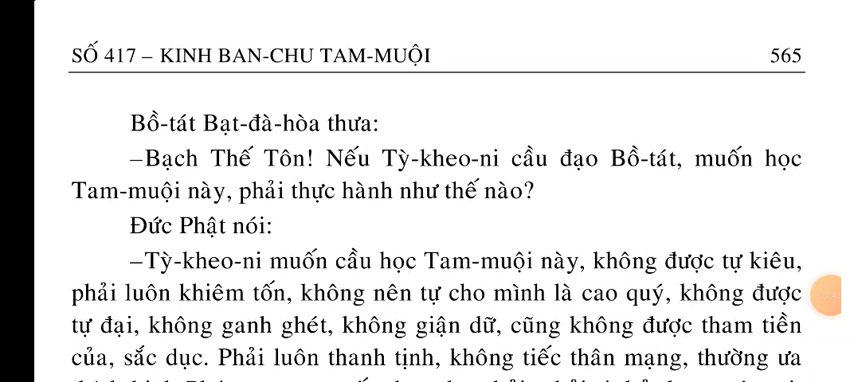 SỐ 417 – KINH BAN-CHU TAM-MUỘI 565
Bồ-tát Bạt-đà-hòa thưa:
–Bạch Thế Tôn! Nếu Tỳ-kheo-ni cầu đạo Bồ-tát, muốn học
Tam-muội này, phải thực hành như thế nào?
Đức Phật nói:
–Tỳ-kheo-ni muốn cầu học Tam-muội này, không được tự kiêu,
phải luôn khiêm tốn, không nên tự cho mình là cao quý, không được
tự đại, không ganh ghét, không giận dữ, cũng không được tham tiền
của, sắc dục. Phải luôn thanh tịnh, không tiếc thân mạng, thường ưa